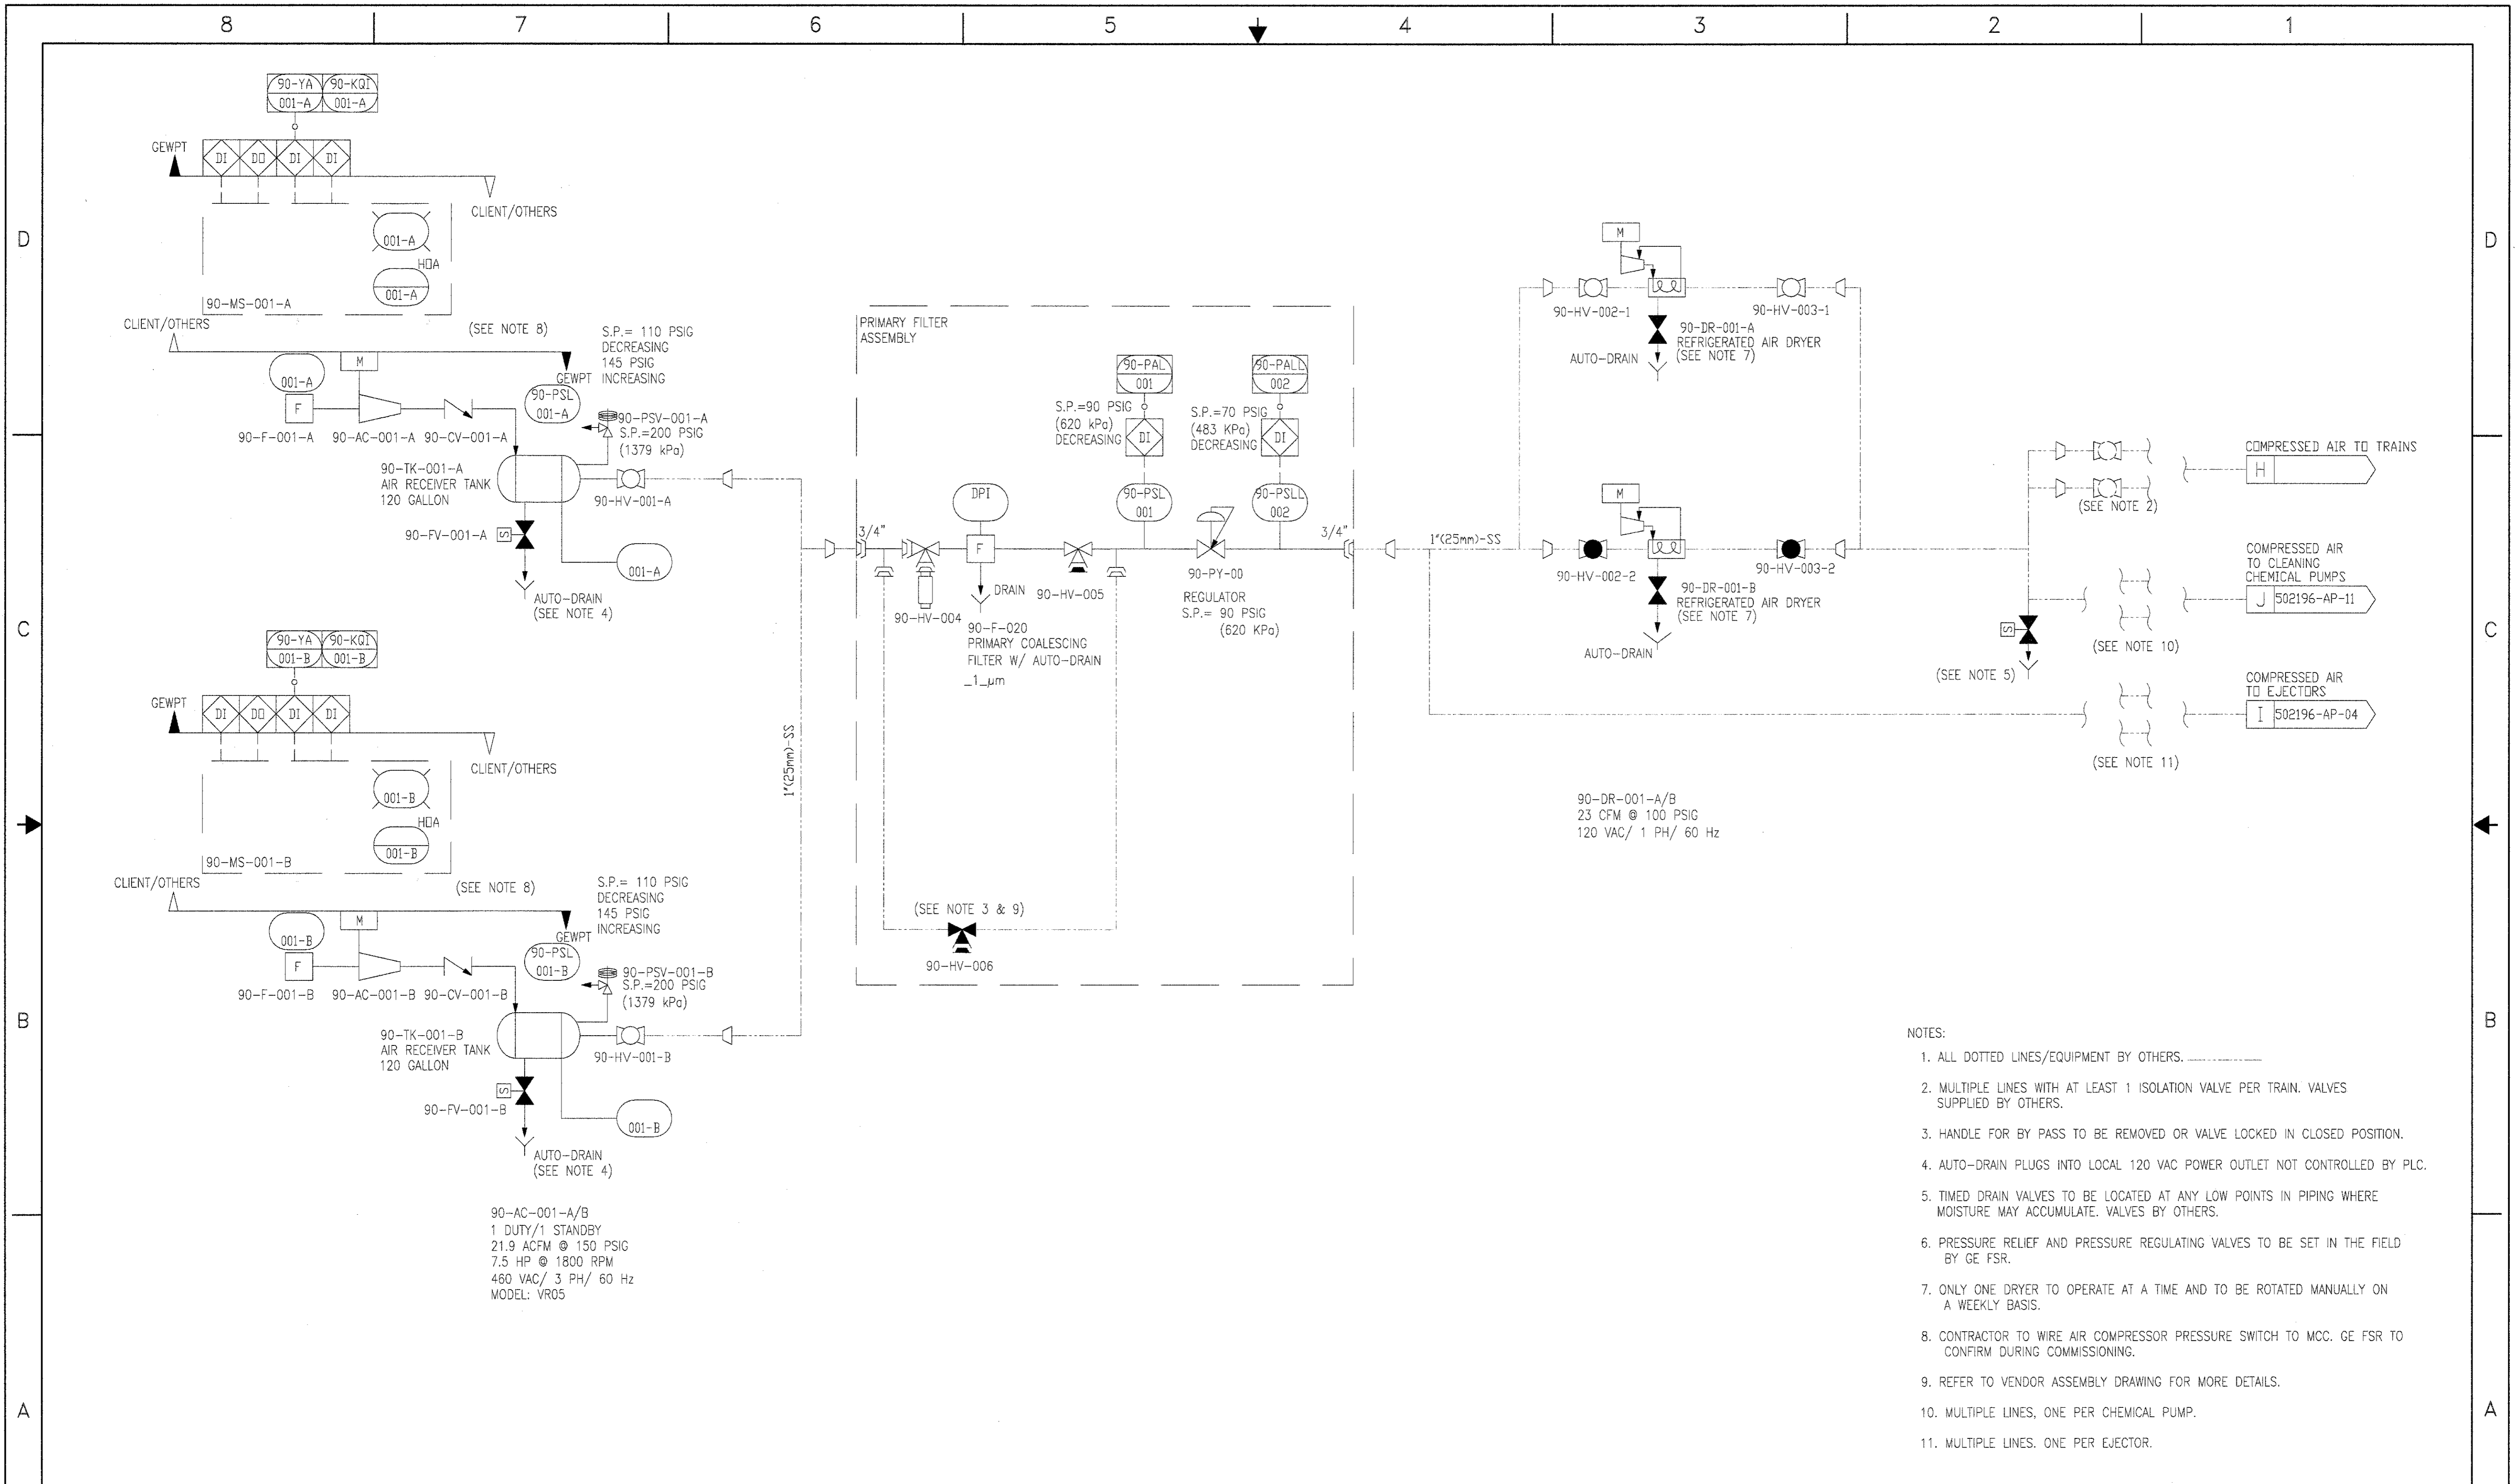 8 7 6 5 4 3 2 1
D
C
B
A
D
C
B
A
90-YA 90-KQI
001-A 001-A
GEWPT
DI DO DI DI
CLIENT/OTHERS
001-A
HOA
001-A
90-MS-001-A
CLIENT/OTHERS
(SEE NOTE 8)
S.P.= 110 PSIG
DECREASING
145 PSIG
INCREASING
GEWPT
001-A
M
F
90-PSL
001-A
90-PSV-001-A
S.P.=200 PSIG
(1379 kPa)
90-F-001-A
90-AC-001-A
90-CV-001-A
90-TK-001-A
AIR RECEIVER TANK
120 GALLON
90-HV-001-A
90-FV-001-A
S
001-A
AUTO-DRAIN
(SEE NOTE 4)
90-YA 90-KQI
001-B 001-B
GEWPT
DI DO DI DI
CLIENT/OTHERS
001-B
HOA
001-B
90-MS-001-B
CLIENT/OTHERS
(SEE NOTE 8)
S.P.= 110 PSIG
DECREASING
145 PSIG
INCREASING
GEWPT
001-B
M
F
90-PSL
001-B
90-PSV-001-B
S.P.=200 PSIG
(1379 kPa)
90-F-001-B
90-AC-001-B
90-CV-001-B
90-TK-001-B
AIR RECEIVER TANK
120 GALLON
90-HV-001-B
90-FV-001-B
S
001-B
AUTO-DRAIN
(SEE NOTE 4)
90-AC-001-A/B
1 DUTY/1 STANDBY
21.9 ACFM @ 150 PSIG
7.5 HP @ 1800 RPM
460 VAC/ 3 PH/ 60 Hz
MODEL: VR05
1"(25mm)-SS
PRIMARY FILTER
ASSEMBLY
90-PAL
001
S.P.=90 PSIG
(620 kPa)
DECREASING
DI
90-PSL
001
90-PALL
002
S.P.=70 PSIG
(483 KPa)
DECREASING
DI
90-PSLL
002
DPI
3/4"
F
3/4"
DRAIN
90-HV-004
90-HV-005
90-PY-00
REGULATOR
S.P.= 90 PSIG
(620 KPa)
90-F-020
PRIMARY COALESCING
FILTER W/ AUTO-DRAIN
_1_μm
(SEE NOTE 3 & 9)
90-HV-006
1"(25mm)-SS
M
90-HV-002-1
90-HV-003-1
90-DR-001-A
REFRIGERATED AIR DRYER
(SEE NOTE 7)
AUTO-DRAIN
M
90-HV-002-2
90-HV-003-2
90-DR-001-B
REFRIGERATED AIR DRYER
(SEE NOTE 7)
AUTO-DRAIN
90-DR-001-A/B
23 CFM @ 100 PSIG
120 VAC/ 1 PH/ 60 Hz
COMPRESSED AIR TO TRAINS
H
(SEE NOTE 2)
COMPRESSED AIR
TO CLEANING
CHEMICAL PUMPS
J 502196-AP-11
S
(SEE NOTE 10)
(SEE NOTE 5)
COMPRESSED AIR
TO EJECTORS
I 502196-AP-04
(SEE NOTE 11)
NOTES:
1. ALL DOTTED LINES/EQUIPMENT BY OTHERS.
2. MULTIPLE LINES WITH AT LEAST 1 ISOLATION VALVE PER TRAIN. VALVES
SUPPLIED BY OTHERS.
3. HANDLE FOR BY PASS TO BE REMOVED OR VALVE LOCKED IN CLOSED POSITION.
4. AUTO-DRAIN PLUGS INTO LOCAL 120 VAC POWER OUTLET NOT CONTROLLED BY PLC.
5. TIMED DRAIN VALVES TO BE LOCATED AT ANY LOW POINTS IN PIPING WHERE
MOISTURE MAY ACCUMULATE. VALVES BY OTHERS.
6. PRESSURE RELIEF AND PRESSURE REGULATING VALVES TO BE SET IN THE FIELD
BY GE FSR.
7. ONLY ONE DRYER TO OPERATE AT A TIME AND TO BE ROTATED MANUALLY ON
A WEEKLY BASIS.
8. CONTRACTOR TO WIRE AIR COMPRESSOR PRESSURE SWITCH TO MCC. GE FSR TO
CONFIRM DURING COMMISSIONING.
9. REFER TO VENDOR ASSEMBLY DRAWING FOR MORE DETAILS.
10. MULTIPLE LINES, ONE PER CHEMICAL PUMP.
11. MULTIPLE LINES. ONE PER EJECTOR.